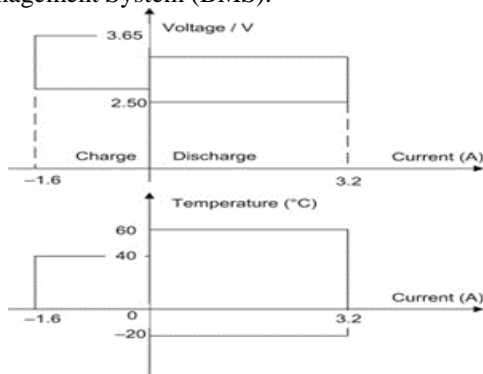 nagement System (BMS).
Voltage / V
3.65
2.50
Charge Discharge Current (A)
−1.6 3.2
Temperature (°C)
60
40
Current (A)
−1.6 0 3.2
−20